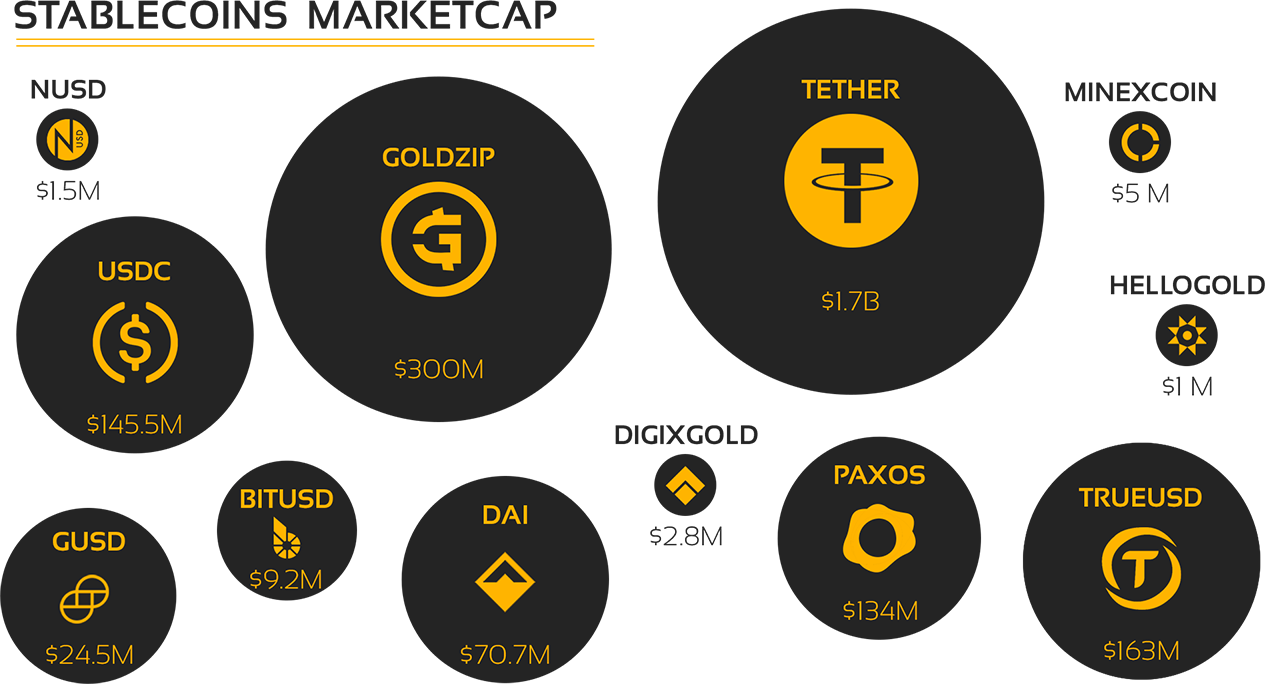 STABLECOINS MARKETCAP
NUSD
N USD
$1.5M
USDC
$
$145.5M
GOLDZIP
G
$300M
TETHER
T
$1.7B
MINEXCOIN
$5 M
HELLOGOLD
$1 M
GUSD
$24.5M
BITUSD
$9.2M
DAI
$70.7M
DIGIXGOLD
$2.8M
PAXOS
$134M
TRUEUSD
T
$163M